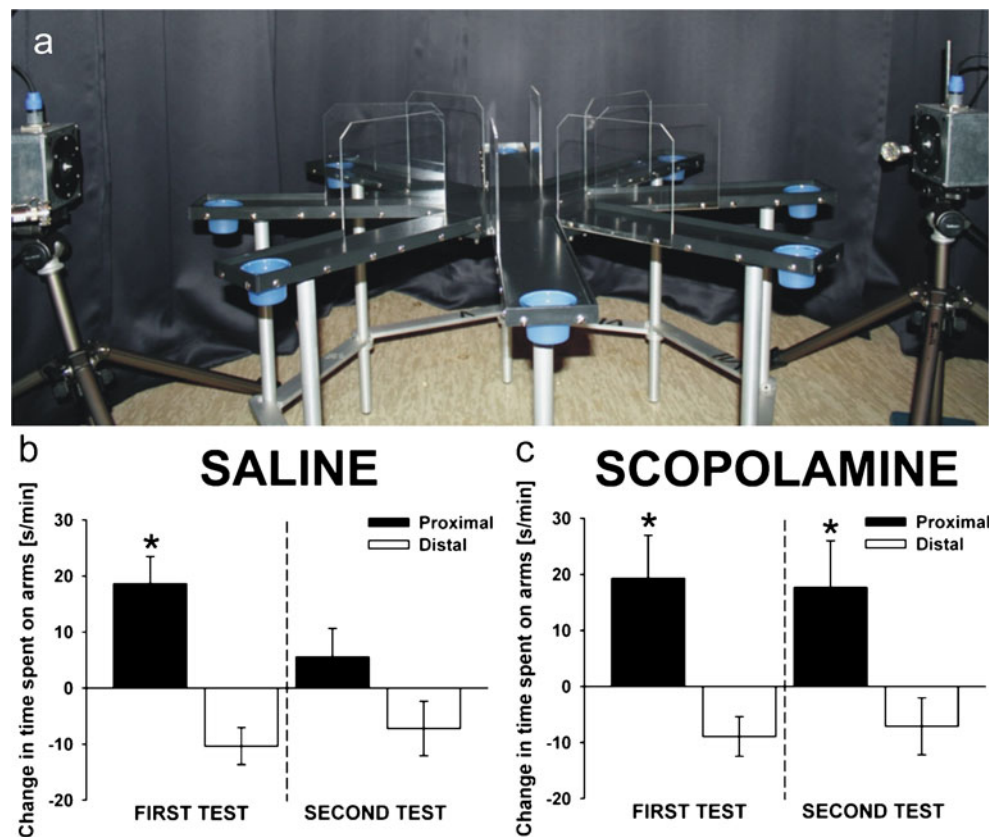 a
b
SALINE
Change in time spent on arms [s/min]
30
20
10
0
-10
-20
*
Proximal
Distal
FIRST TEST
SECOND TEST
c
SCOPOLAMINE
Change in time spent on arms [s/min]
30
20
10
0
-10
-20
*
*
Proximal
Distal
FIRST TEST
SECOND TEST